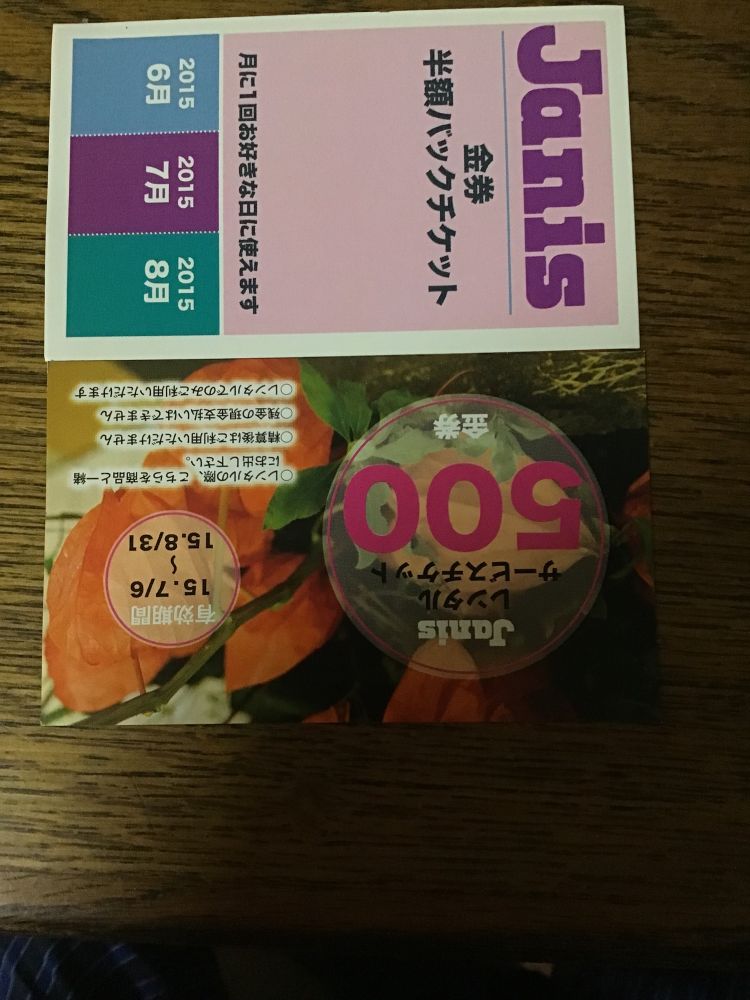 Janis
金券
半額バックチケット
月に1回お好きな日に使えます
2015
6月
2015
7月
2015
8月
Janis
レンタル
サービスチケット
500
金券
有効期間
15.7/6
～
15.8/31
○レンタルの際、こちらを商品と一緒
にお出し下さい。
○精算後はご利用いただけません
○残金の現金支払いはできません
○レンタルでのみご利用いただけます